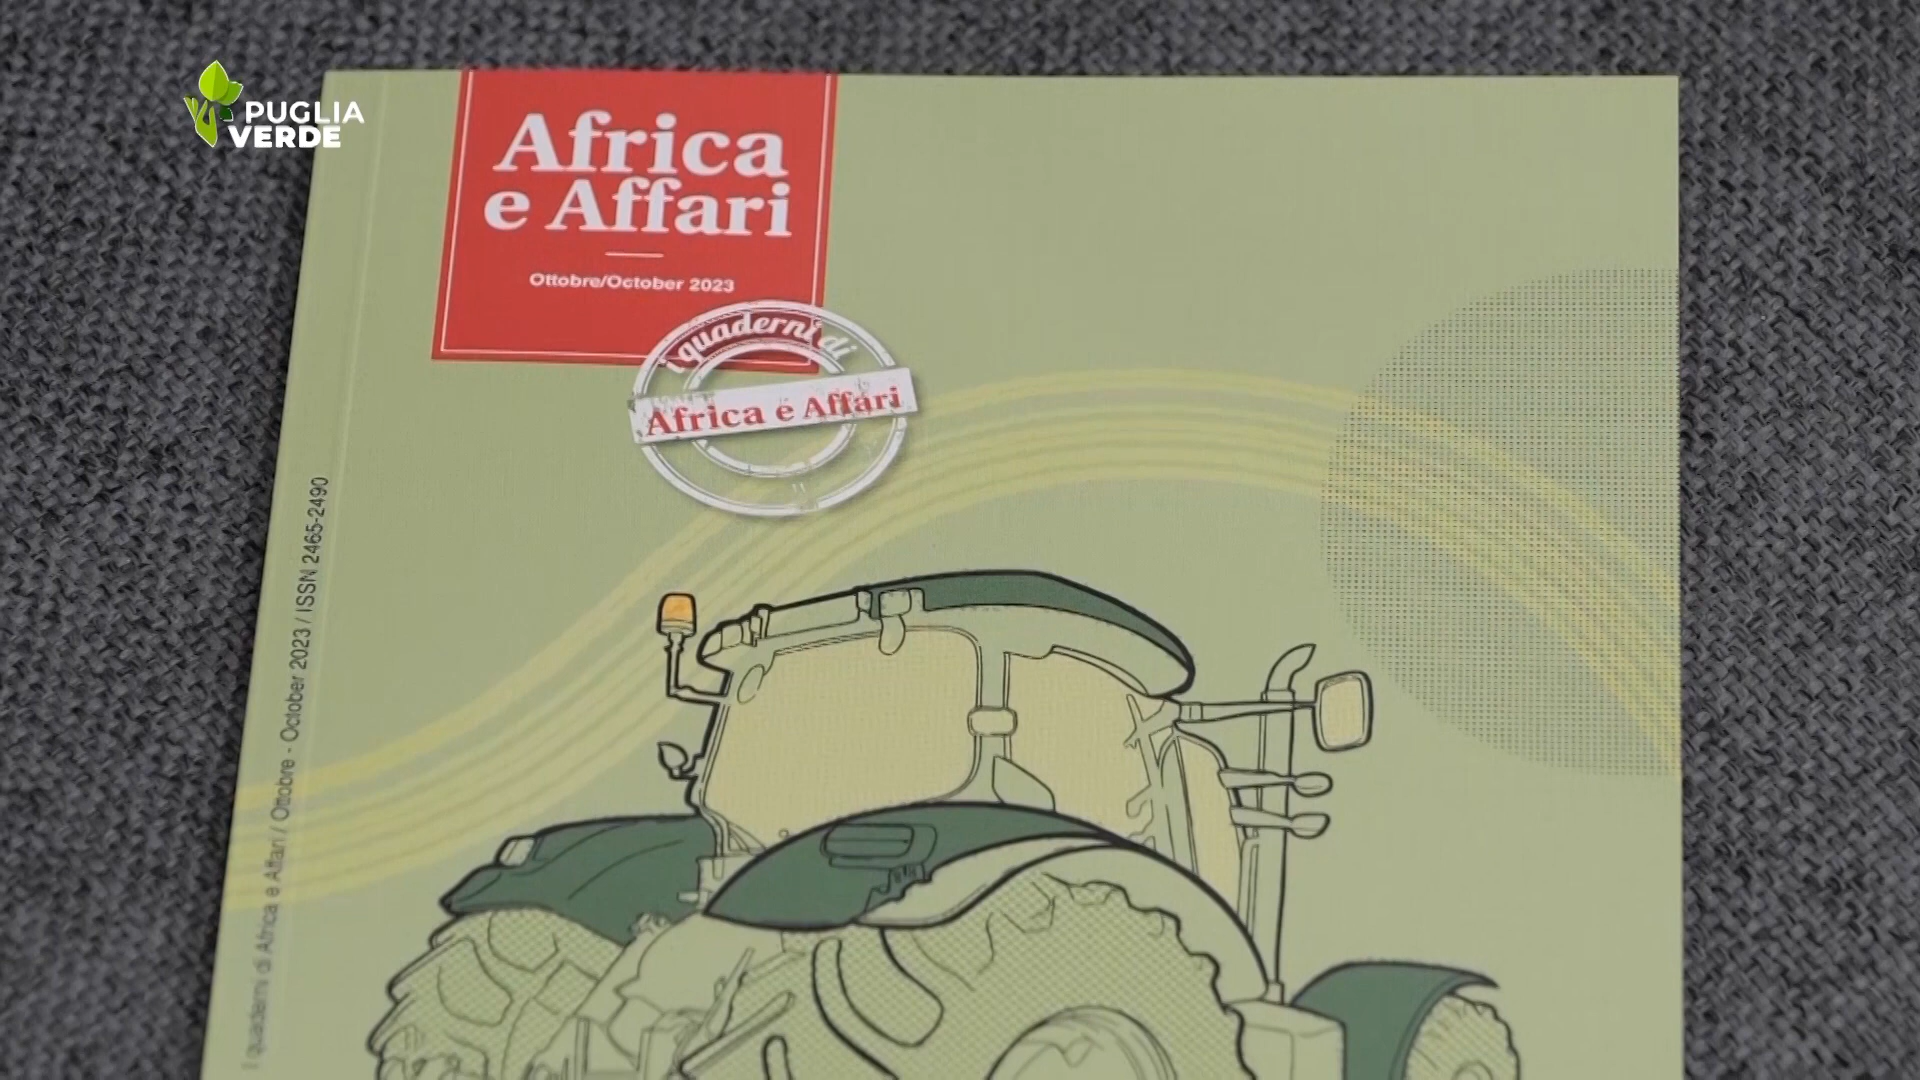 PUGLIA
VERDE
Africa
e Affari
Ottobre/October 2023
i quaderni di
Africa e Affari
I quaderni di Africa e Affari / Ottobre - October 2023 / ISSN 2465-2490